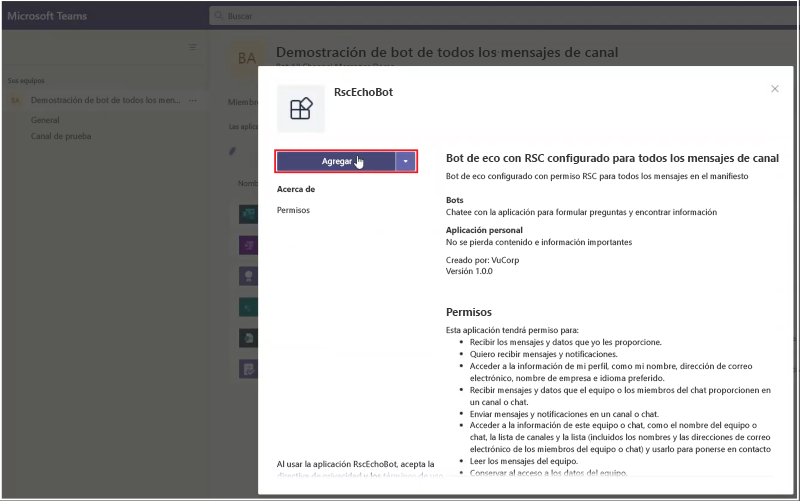 Microsoft Teams
Buscar
Sus equipos
BA
Demostración de bot de todos los men... ...
General
Canal de prueba
BA
Demostración de bot de todos los mensajes de canal
Miembr
Las aplic
Nomb
RscEchoBot
Agregar
Acerca de
Permisos
Bot de eco con RSC configurado para todos los mensajes de canal
Bot de eco configurado con permiso RSC para todos los mensajes en el manifiesto
Bots
Chatee con la aplicación para formular preguntas y encontrar información
Aplicación personal
No se pierda contenido e información importantes
Creado por: VuCorp
Versión 1.0.0
Permisos
Esta aplicación tendrá permiso para:
• Recibir los mensajes y datos que yo les proporcione.
• Quiero recibir mensajes y notificaciones.
• Acceder a la información de mi perfil, como mi nombre, dirección de correo
electrónico, nombre de empresa e idioma preferido.
• Recibir mensajes y datos que el equipo o los miembros del chat proporcionen en
un canal o chat.
• Enviar mensajes y notificaciones en un canal o chat.
• Acceder a la información de este equipo o chat, como el nombre del equipo o
chat, la lista de canales y la lista (incluidos los nombres y las direcciones de correo
electrónico de los miembros del equipo o chat) y usarlo para ponerse en contacto
• Leer los mensajes del equipo.
• Conservar al acceso a los datos del equipo.
Al usar la aplicación RscEchoBot, acepta la
directiva de privacidad y los términos de uso